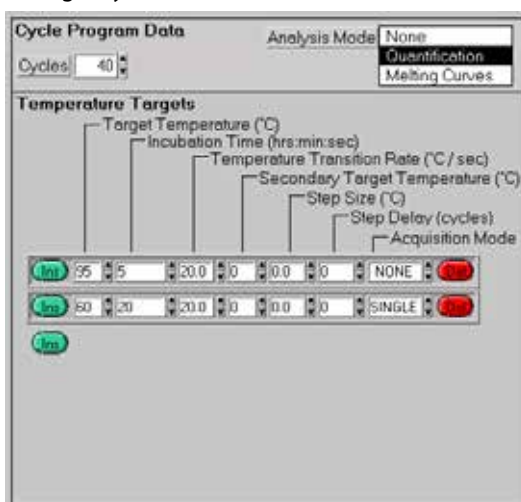 Cycle Program Data
Analysis Mode None
Quantification
Melting Curves
Cycles 40
Temperature Targets
Target Temperature (°C)
Incubation Time (hrs:min:sec)
Temperature Transition Rate (°C / sec)
Secondary Target Temperature (°C)
Step Size (°C)
Step Delay (cycles)
Acquisition Mode
Ins 95 5 20.0 0 0.0 0 NONE Del
Ins 60 20 20.0 0 0.0 0 SINGLE Del
Ins